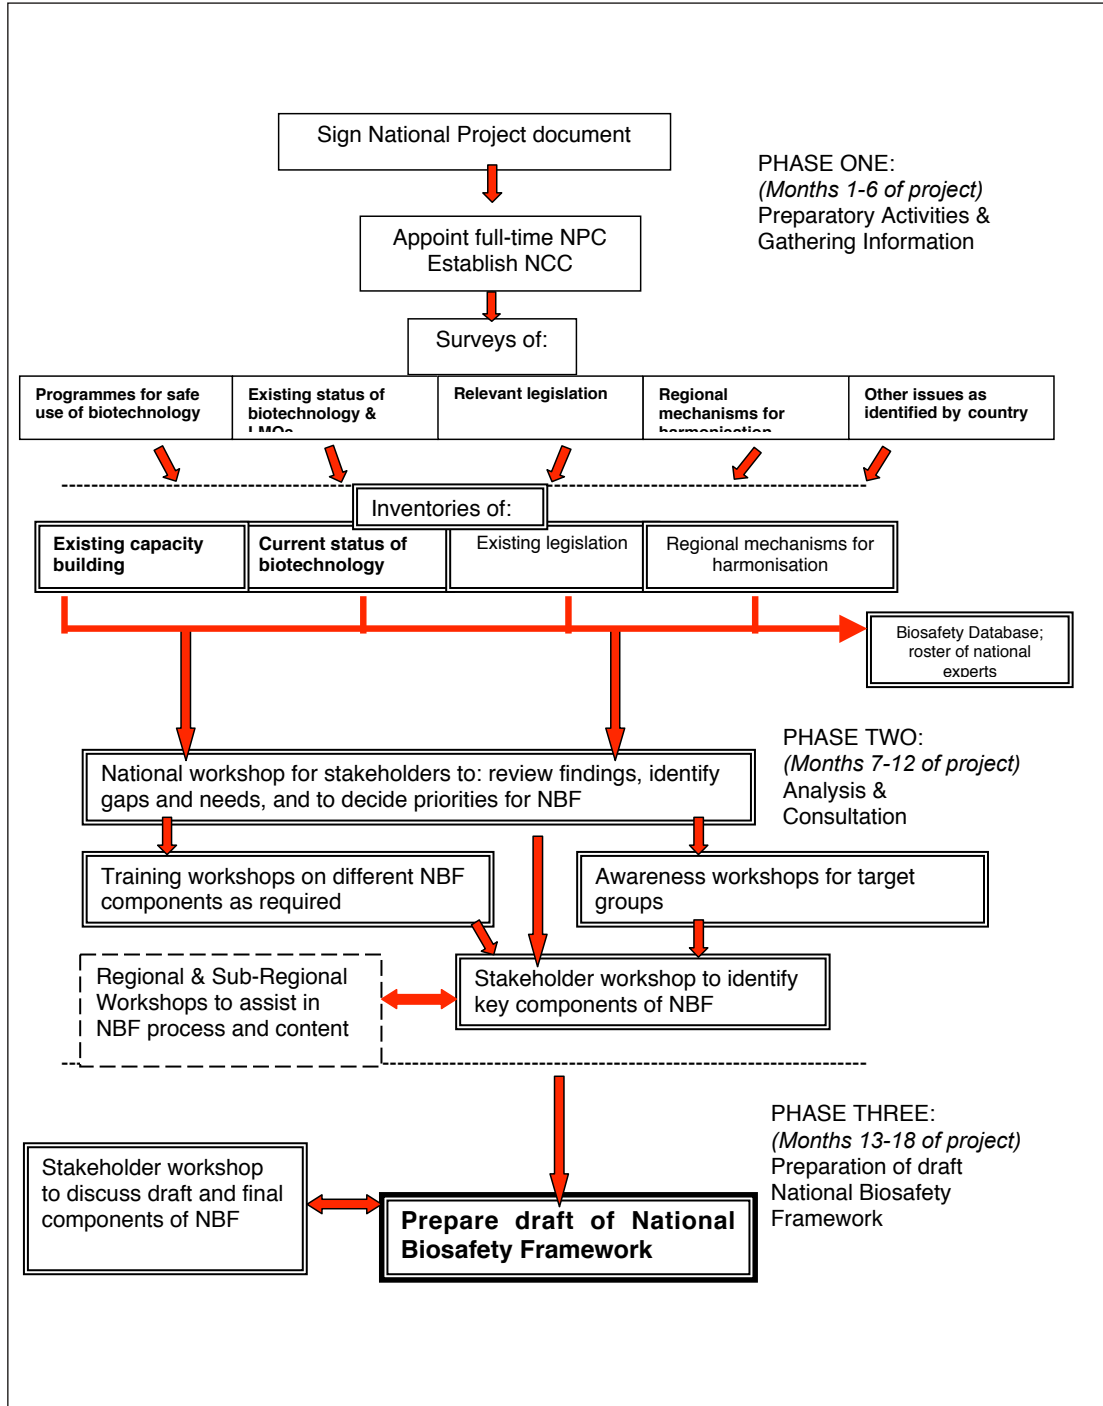 Sign National Project document
PHASE ONE:
(Months 1-6 of project)
Preparatory Activities &
Gathering Information
Appoint full-time NPC
Establish NCC
Surveys of:
Programmes for safe
use of biotechnology
Existing status of
biotechnology &
LMOs
Relevant legislation
Regional
mechanisms for
harmonisation
Other issues as
identified by country
Inventories of:
Existing capacity
building
Current status of
biotechnology
Existing legislation
Regional mechanisms for
harmonisation
Biosafety Database;
roster of national
experts
PHASE TWO:
(Months 7-12 of project)
Analysis &
Consultation
National workshop for stakeholders to: review findings, identify
gaps and needs, and to decide priorities for NBF
Training workshops on different NBF
components as required
Awareness workshops for target
groups
Regional & Sub-Regional
Workshops to assist in
NBF process and content
Stakeholder workshop to identify
key components of NBF
PHASE THREE:
(Months 13-18 of project)
Preparation of draft
National Biosafety
Framework
Stakeholder workshop
to discuss draft and final
components of NBF
Prepare draft of National
Biosafety Framework